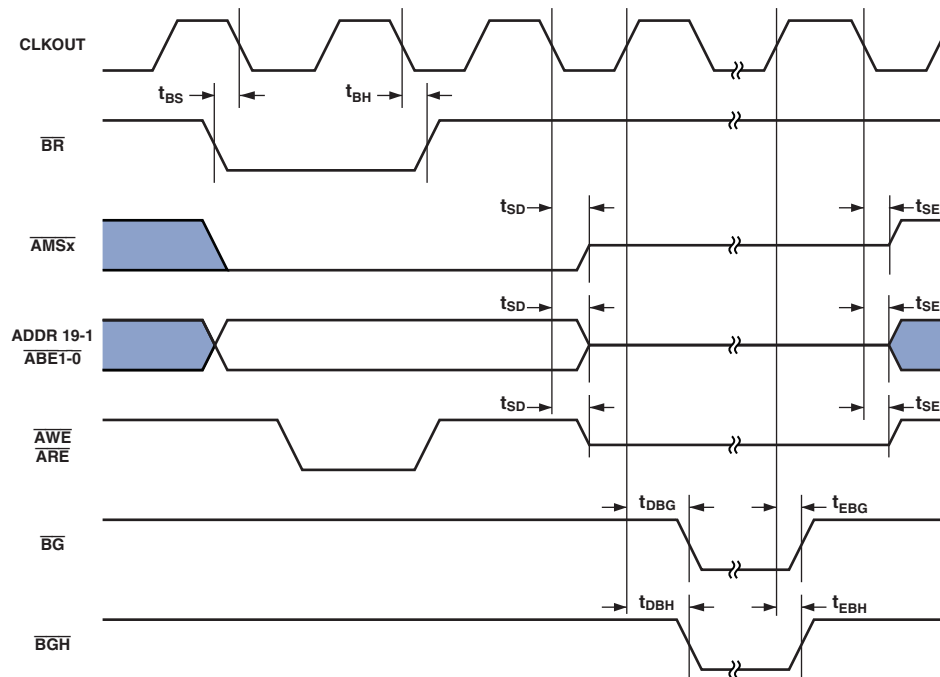 CLKOUT
tBS
tBH
BR
tSD
tSE
AMSx
tSD
tSE
ADDR 19-1
ABE1-0
tSD
tSE
AWE
ARE
tDBG
tEBG
BG
tDBH
tEBH
BGH